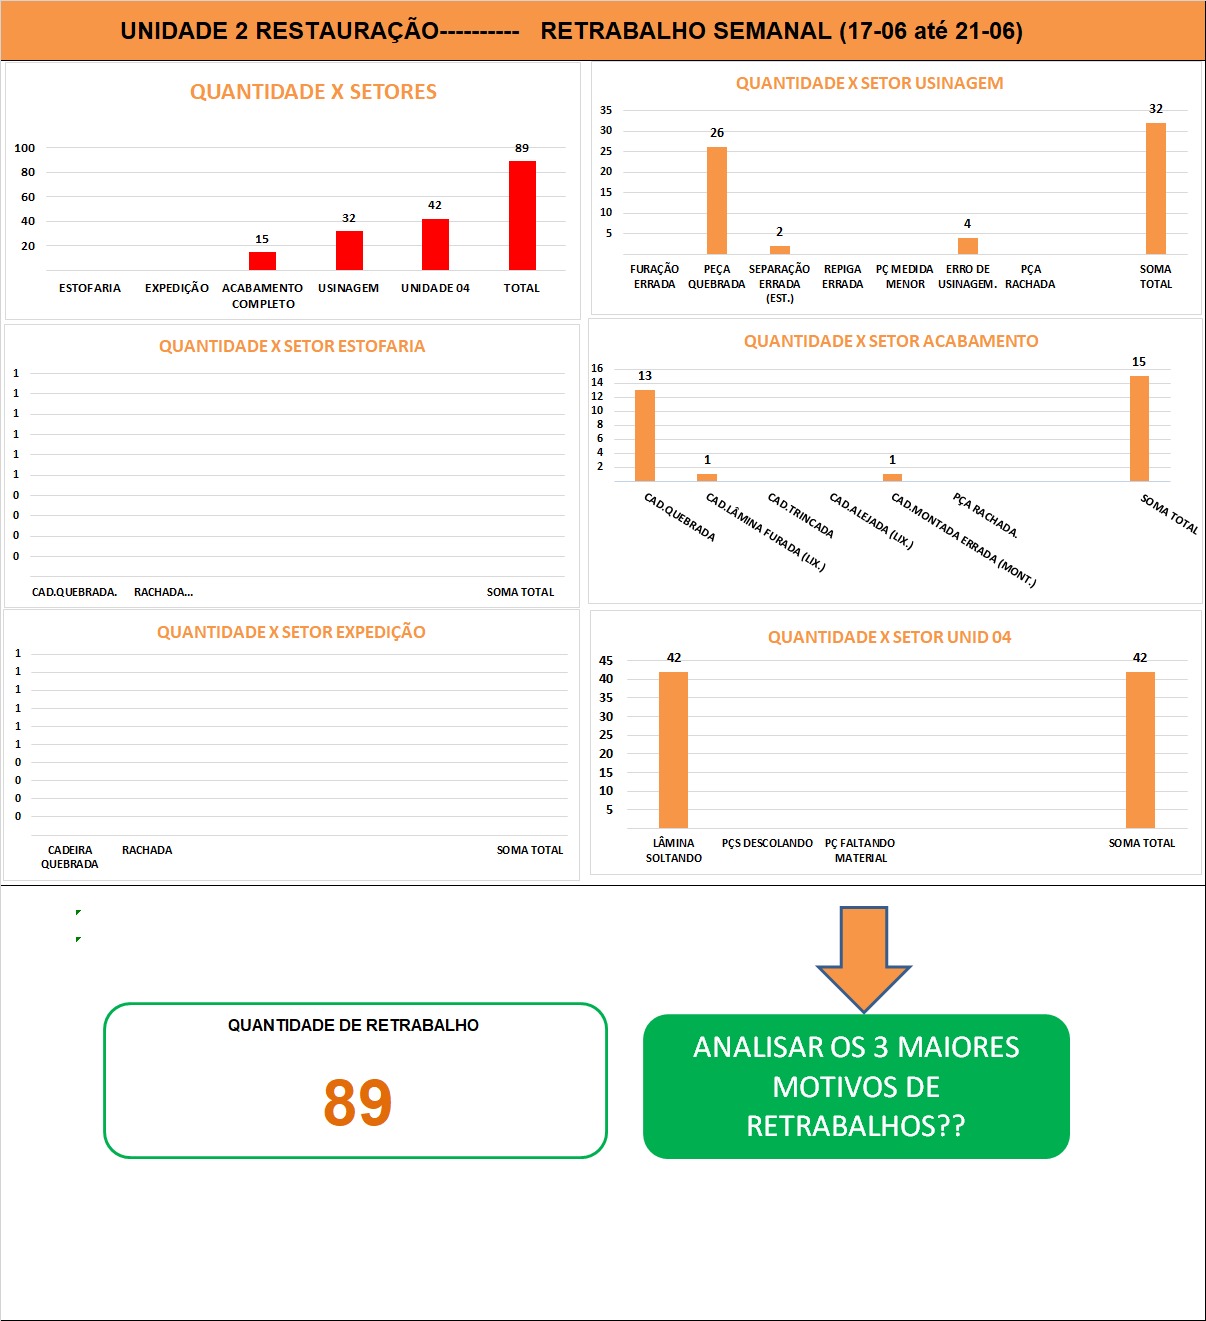 UNIDADE 2 RESTAURAÇÃO---------- RETRABALHO SEMANAL (17-06 até 21-06)
QUANTIDADE X SETORES
100
80
60
40
20
15
32
42
89
ESTOFARIA
EXPEDIÇÃO
ACABAMENTO
COMPLETO
USINAGEM
UNIDADE 04
TOTAL
QUANTIDADE X SETOR USINAGEM
35
30
25
20
15
10
5
26
2
4
32
FURAÇÃO
ERRADA
PEÇA
QUEBRADA
SEPARAÇÃO
ERRADA
(EST.)
REPIGA
ERRADA
PÇ MEDIDA
MENOR
ERRO DE
USINAGEM.
PÇA
RACHADA
SOMA
TOTAL
QUANTIDADE X SETOR ESTOFARIA
1
1
1
1
1
1
0
0
0
0
CAD.QUEBRADA.
RACHADA...
SOMA TOTAL
QUANTIDADE X SETOR ACABAMENTO
16
14
12
10
8
6
4
2
13
1
1
15
CAD.QUEBRADA
CAD.LÂMINA FURADA (LIX.)
CAD.TRINCADA
CAD.ALEJADA (LIX.)
CAD.MONTADA ERRADA (MONT.)
PÇA RACHADA.
SOMA TOTAL
QUANTIDADE X SETOR EXPEDIÇÃO
1
1
1
1
1
1
0
0
0
0
CADEIRA
QUEBRADA
RACHADA
SOMA TOTAL
QUANTIDADE X SETOR UNID 04
45
40
35
30
25
20
15
10
5
42
42
LÂMINA
SOLTANDO
PÇS DESCOLANDO
PÇ FALTANDO
MATERIAL
SOMA TOTAL
QUANTIDADE DE RETRABALHO
89
ANALISAR OS 3 MAIORES
MOTIVOS DE
RETRABALHOS??